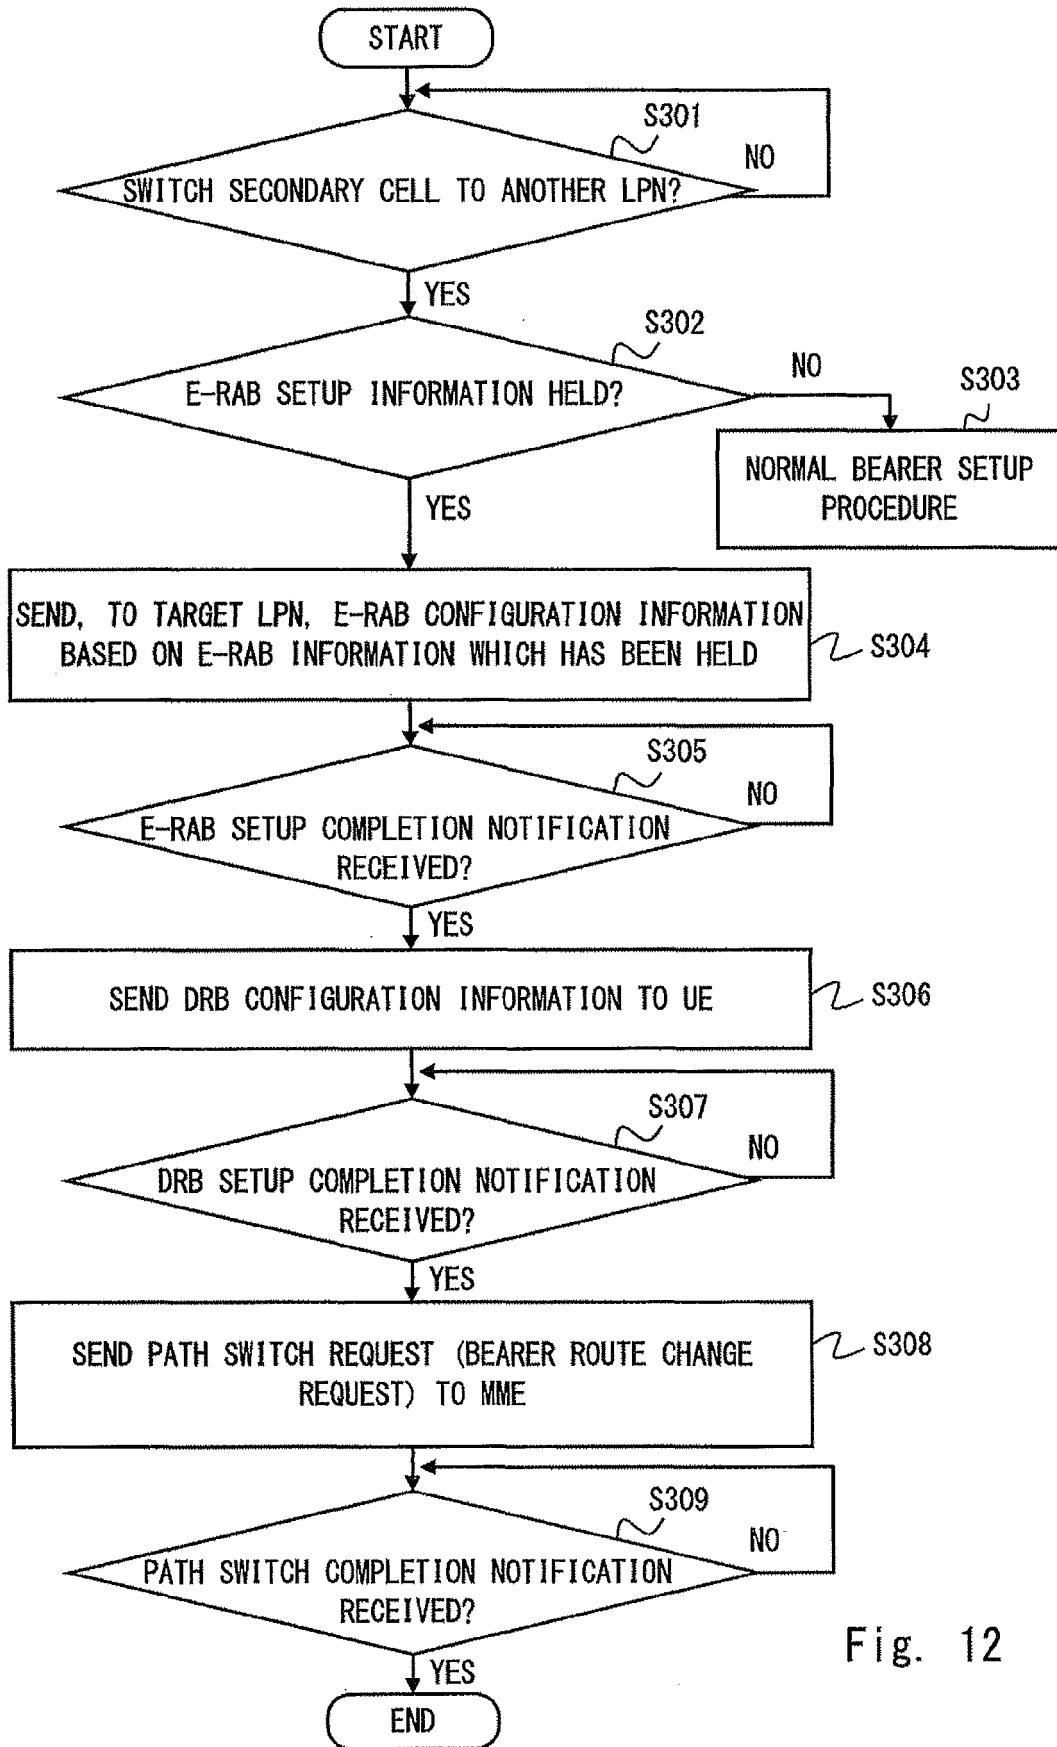 START
S301
NO
SWITCH SECONDARY CELL TO ANOTHER LPN?
YES
S302
NO
E-RAB SETUP INFORMATION HELD?
S303
NORMAL BEARER SETUP
PROCEDURE
YES
SEND, TO TARGET LPN, E-RAB CONFIGURATION INFORMATION
BASED ON E-RAB INFORMATION WHICH HAS BEEN HELD
S304
S305
NO
E-RAB SETUP COMPLETION NOTIFICATION
RECEIVED?
YES
SEND DRB CONFIGURATION INFORMATION TO UE
S306
S307
NO
DRB SETUP COMPLETION NOTIFICATION
RECEIVED?
YES
SEND PATH SWITCH REQUEST (BEARER ROUTE CHANGE
REQUEST) TO MME
S308
S309
NO
PATH SWITCH COMPLETION NOTIFICATION
RECEIVED?
YES
END
Fig. 12